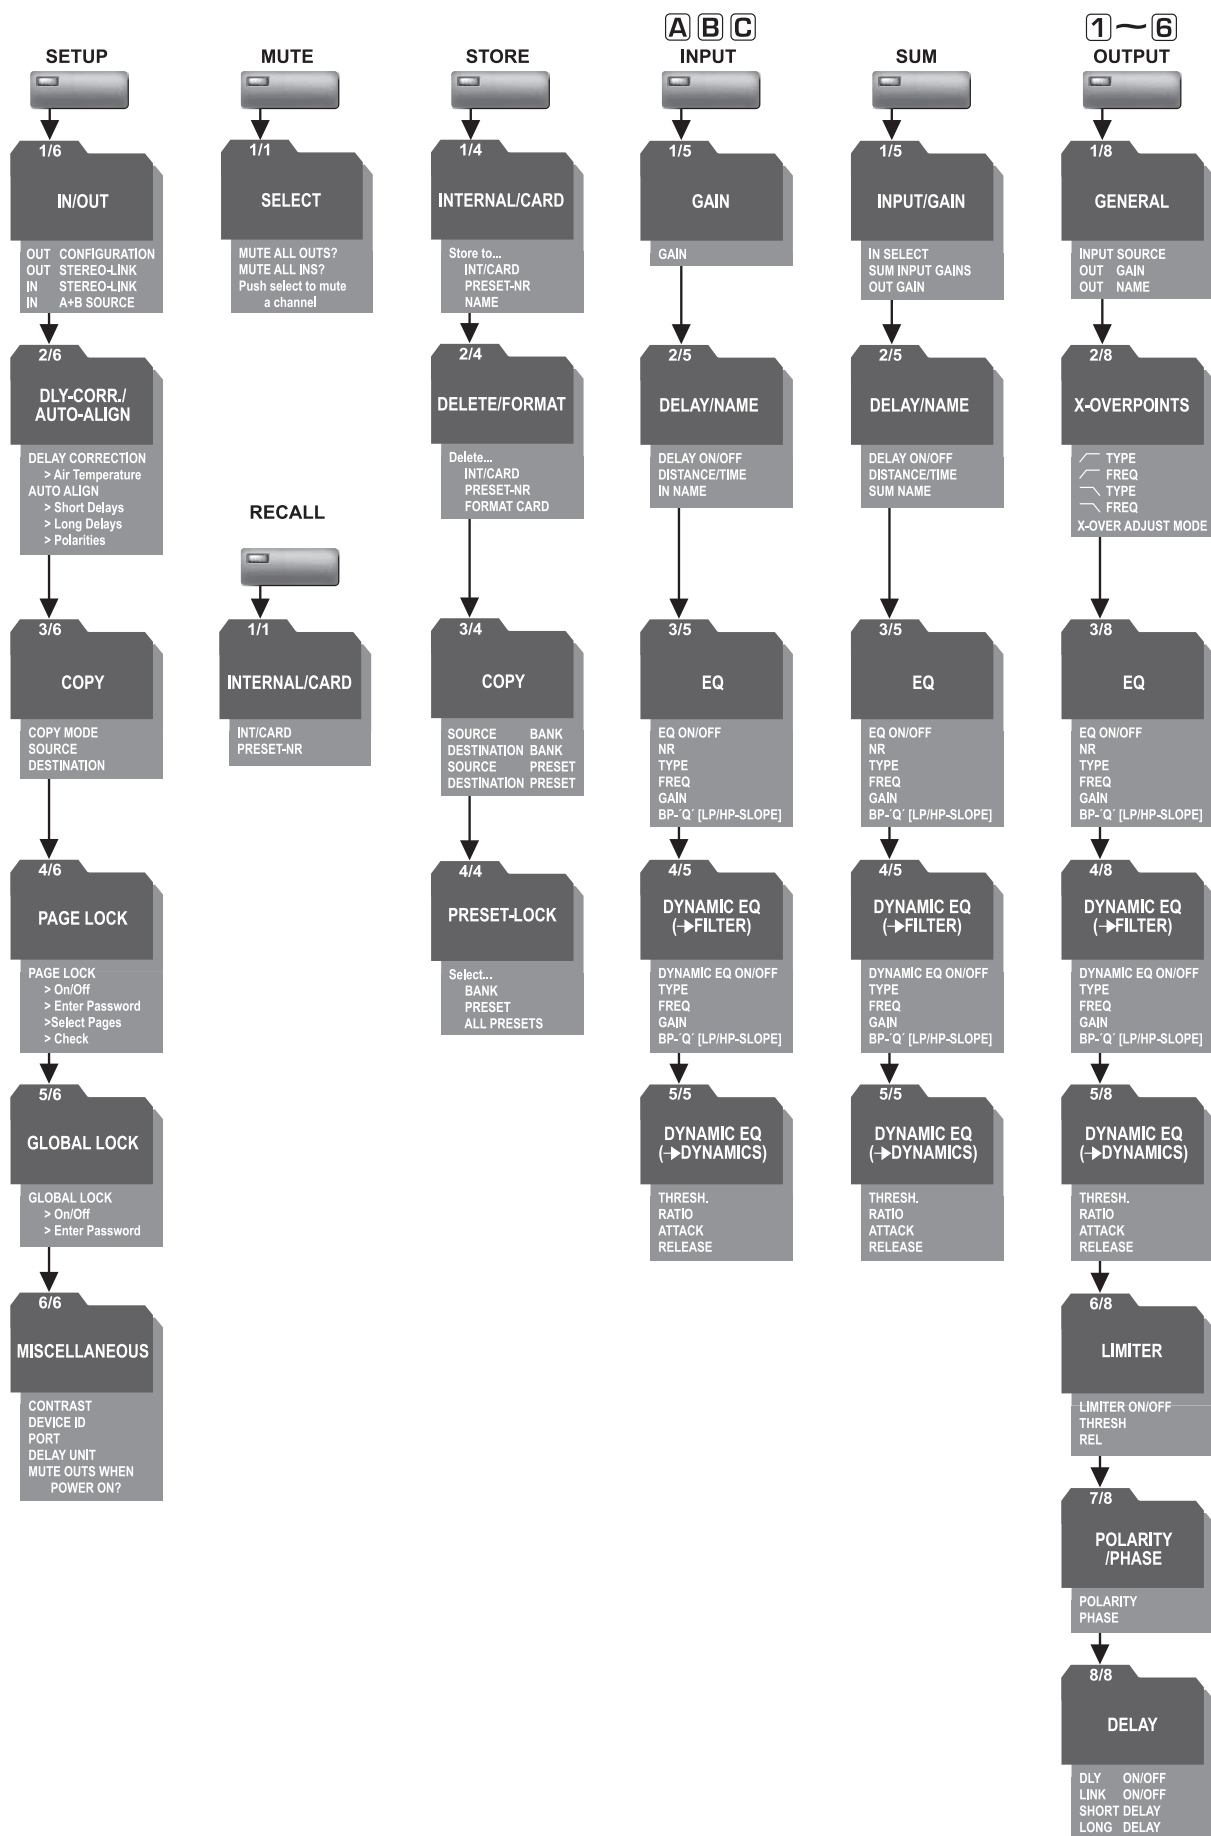 SETUP
1/6
IN/OUT
OUT CONFIGURATION
OUT STEREO-LINK
IN STEREO-LINK
IN A+B SOURCE
2/6
DLY-CORR./
AUTO-ALIGN
DELAY CORRECTION
> Air Temperature
AUTO ALIGN
> Short Delays
> Long Delays
> Polarities
3/6
COPY
COPY MODE
SOURCE
DESTINATION
4/6
PAGE LOCK
PAGE LOCK
> On/Off
> Enter Password
>Select Pages
> Check
5/6
GLOBAL LOCK
GLOBAL LOCK
> On/Off
> Enter Password
6/6
MISCELLANEOUS
CONTRAST
DEVICE ID
PORT
DELAY UNIT
MUTE OUTS WHEN
POWER ON?
MUTE
1/1
SELECT
MUTE ALL OUTS?
MUTE ALL INS?
Push select to mute
a channel
RECALL
1/1
INTERNAL/CARD
INT/CARD
PRESET-NR
STORE
1/4
INTERNAL/CARD
Store to...
INT/CARD
PRESET-NR
NAME
2/4
DELETE/FORMAT
Delete...
INT/CARD
PRESET-NR
FORMAT CARD
3/4
COPY
SOURCE BANK
DESTINATION BANK
SOURCE PRESET
DESTINATION PRESET
4/4
PRESET-LOCK
Select...
BANK
PRESET
ALL PRESETS
A B C
INPUT
1/5
GAIN
GAIN
2/5
DELAY/NAME
DELAY ON/OFF
DISTANCE/TIME
IN NAME
3/5
EQ
EQ ON/OFF
NR
TYPE
FREQ
GAIN
BP-´Q´ [LP/HP-SLOPE]
4/5
DYNAMIC EQ
(→FILTER)
DYNAMIC EQ ON/OFF
TYPE
FREQ
GAIN
BP-´Q´ [LP/HP-SLOPE]
5/5
DYNAMIC EQ
(→DYNAMICS)
THRESH.
RATIO
ATTACK
RELEASE
SUM
1/5
INPUT/GAIN
IN SELECT
SUM INPUT GAINS
OUT GAIN
2/5
DELAY/NAME
DELAY ON/OFF
DISTANCE/TIME
SUM NAME
3/5
EQ
EQ ON/OFF
NR
TYPE
FREQ
GAIN
BP-´Q´ [LP/HP-SLOPE]
4/5
DYNAMIC EQ
(→FILTER)
DYNAMIC EQ ON/OFF
TYPE
FREQ
GAIN
BP-´Q´ [LP/HP-SLOPE]
5/5
DYNAMIC EQ
(→DYNAMICS)
THRESH.
RATIO
ATTACK
RELEASE
1~6
OUTPUT
1/8
GENERAL
INPUT SOURCE
OUT GAIN
OUT NAME
2/8
X-OVERPOINTS
TYPE
FREQ
TYPE
FREQ
X-OVER ADJUST MODE
3/8
EQ
EQ ON/OFF
NR
TYPE
FREQ
GAIN
BP-´Q´ [LP/HP-SLOPE]
4/8
DYNAMIC EQ
(→FILTER)
DYNAMIC EQ ON/OFF
TYPE
FREQ
GAIN
BP-´Q´ [LP/HP-SLOPE]
5/8
DYNAMIC EQ
(→DYNAMICS)
THRESH.
RATIO
ATTACK
RELEASE
6/8
LIMITER
LIMITER ON/OFF
THRESH
REL
7/8
POLARITY
/PHASE
POLARITY
PHASE
8/8
DELAY
DLY ON/OFF
LINK ON/OFF
SHORT DELAY
LONG DELAY